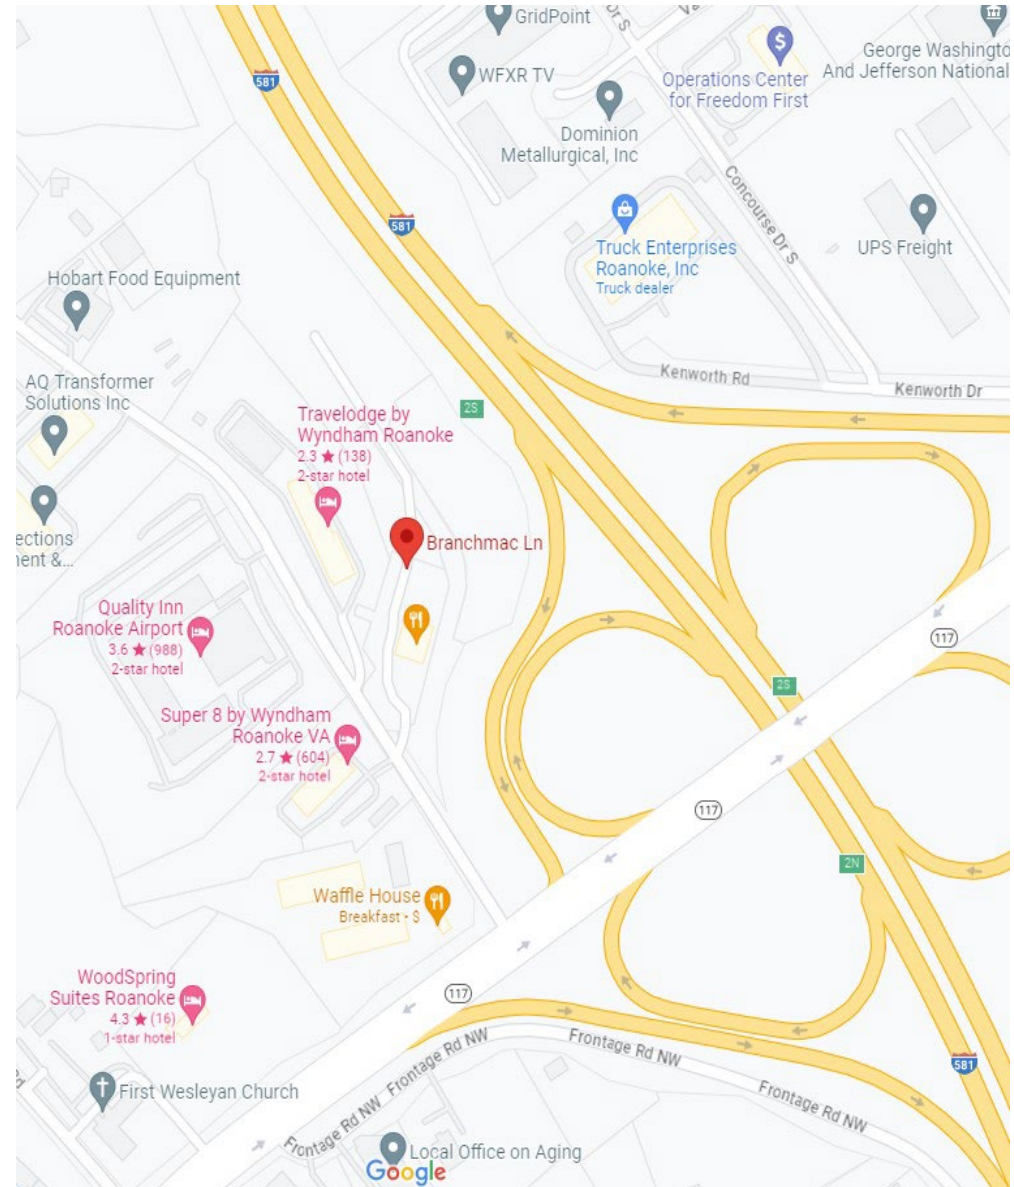 GridPoint
Dr S
Va
WFXR TV
Operations Center
for Freedom First
$
George Washingto
And Jefferson National
581
Dominion
Metallurgical, Inc
Concourse Dr S
581
Truck Enterprises
Roanoke, Inc
Truck dealer
UPS Freight
Hobart Food Equipment
Kenworth Rd
Kenworth Dr
AQ Transformer
Solutions Inc
2S
Travelodge by
Wyndham Roanoke
2.3 ★ (138)
2-star hotel
ections
ent &...
Branchmac Ln
Quality Inn
Roanoke Airport
3.6 ★ (988)
2-star hotel
117
2S
Super 8 by Wyndham
Roanoke VA
2.7 ★ (604)
2-star hotel
117
2N
Waffle House
Breakfast • $
WoodSpring
Suites Roanoke
4.3 ★ (16)
1-star hotel
117
Frontage Rd NW
Frontage Rd NW
Frontage Rd NW
Frontage Rd NW
581
First Wesleyan Church
Local Office on Aging
Google